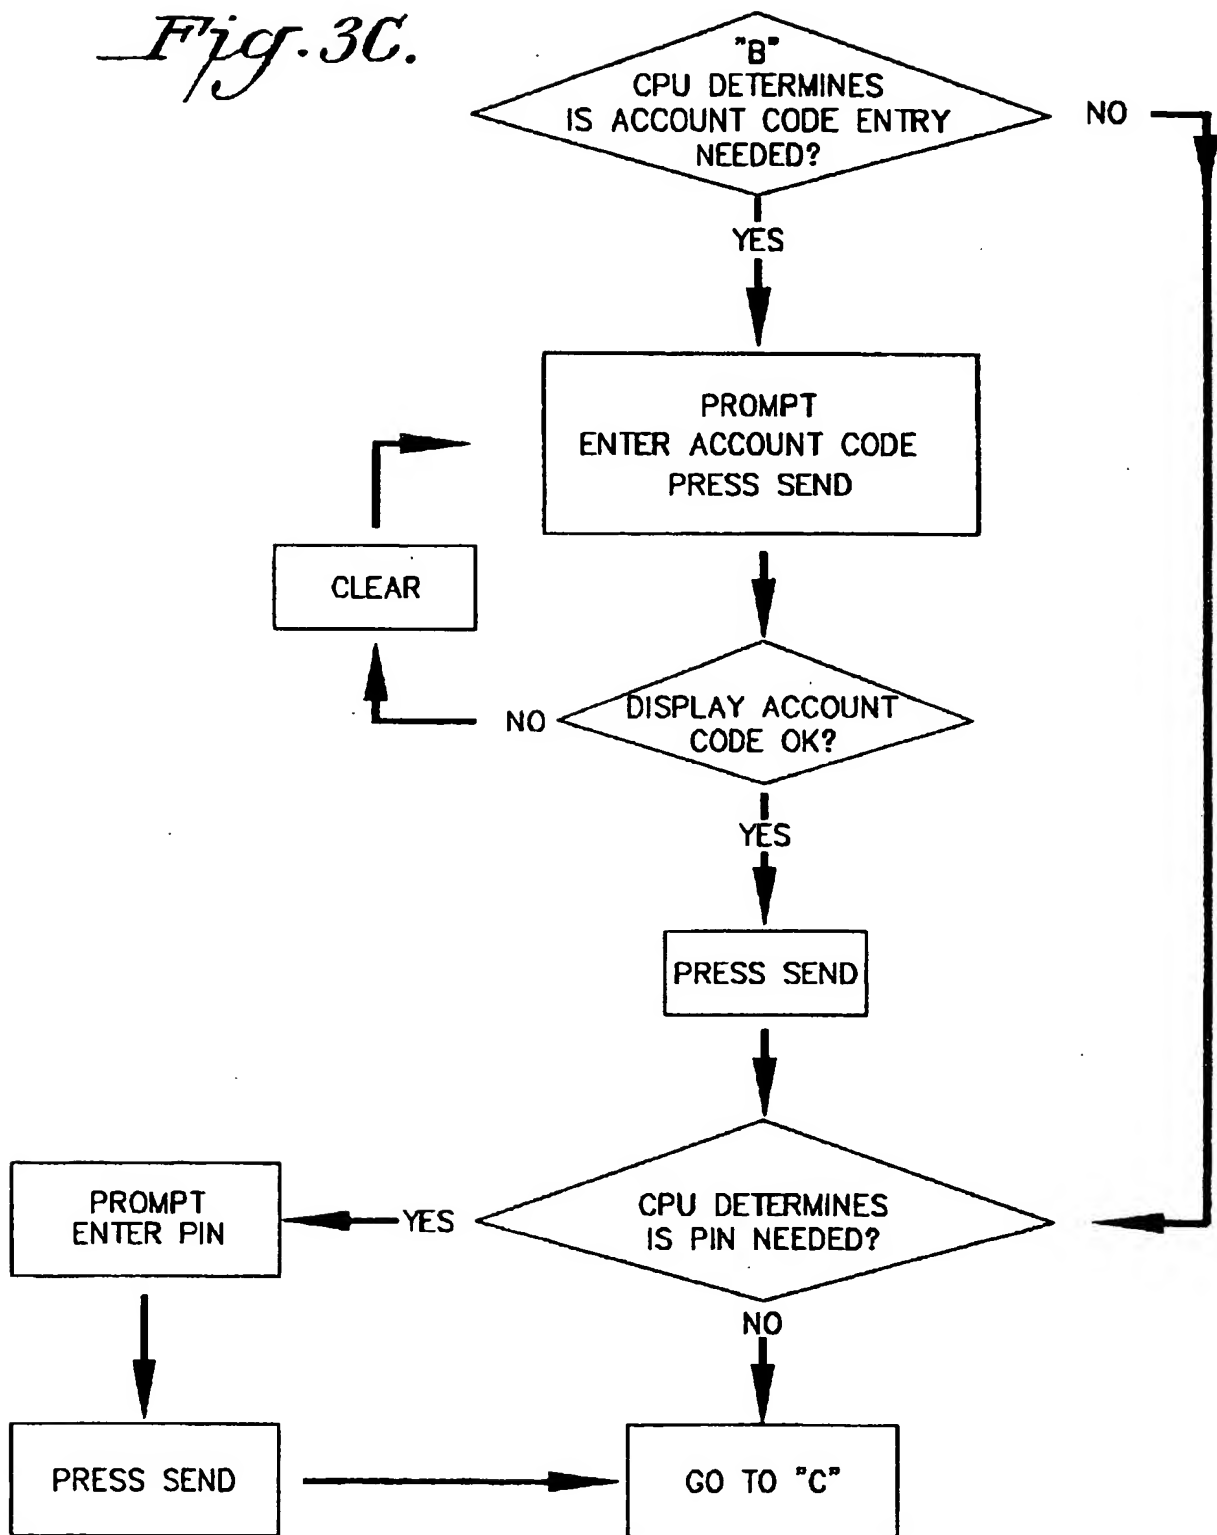 Fig. 3C.
"B"
CPU DETERMINES
IS ACCOUNT CODE ENTRY
NEEDED?
NO
YES
PROMPT
ENTER ACCOUNT CODE
PRESS SEND
CLEAR
NO
DISPLAY ACCOUNT
CODE OK?
YES
PRESS SEND
CPU DETERMINES
IS PIN NEEDED?
YES
PROMPT
ENTER PIN
NO
PRESS SEND
GO TO "C"